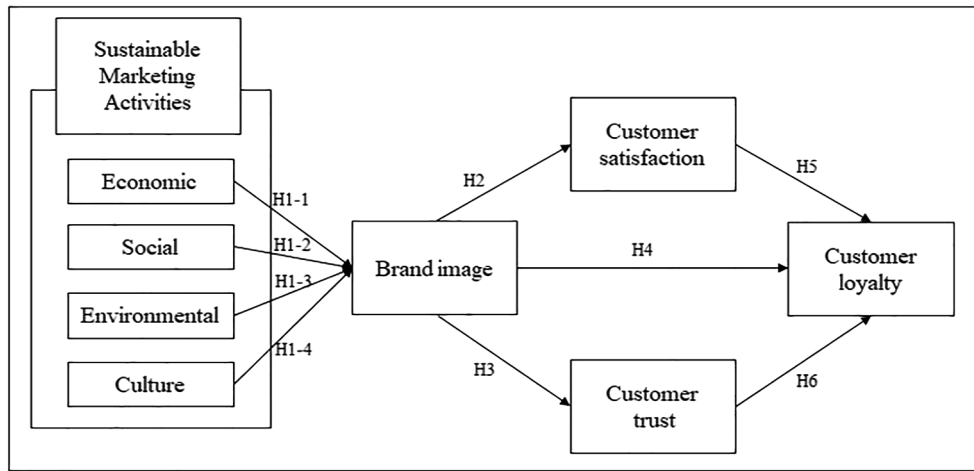 Sustainable
Marketing
Activities
Economic
Social
Environmental
Culture
H1-1
H1-2
H1-3
H1-4
Brand image
H2
H3
H4
Customer
satisfaction
Customer
trust
H5
H6
Customer
loyalty